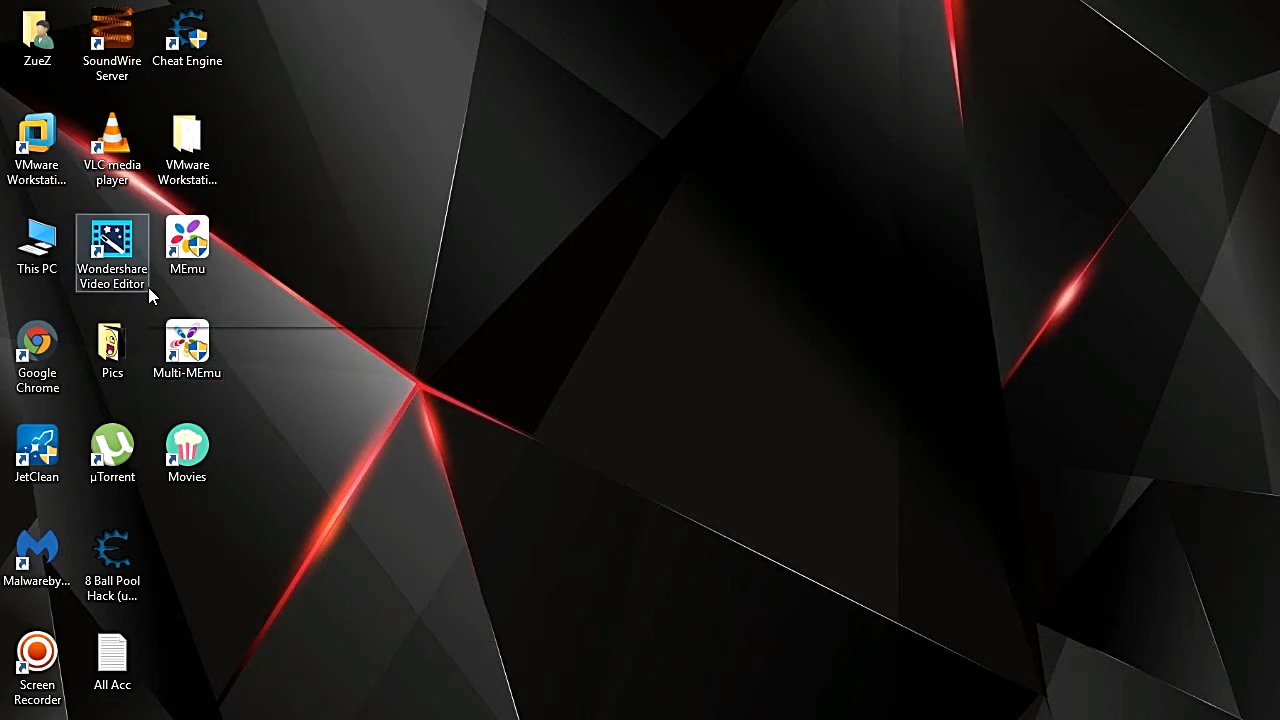 ZueZ
SoundWire
Server
Cheat Engine
VMware
Workstati...
VLC media
player
VMware
Workstati...
This PC
Wondershare
Video Editor
MEmu
Google
Chrome
Pics
Multi-MEmu
JetClean
µTorrent
Movies
Malwareby...
8 Ball Pool
Hack (u...
Screen
Recorder
All Acc